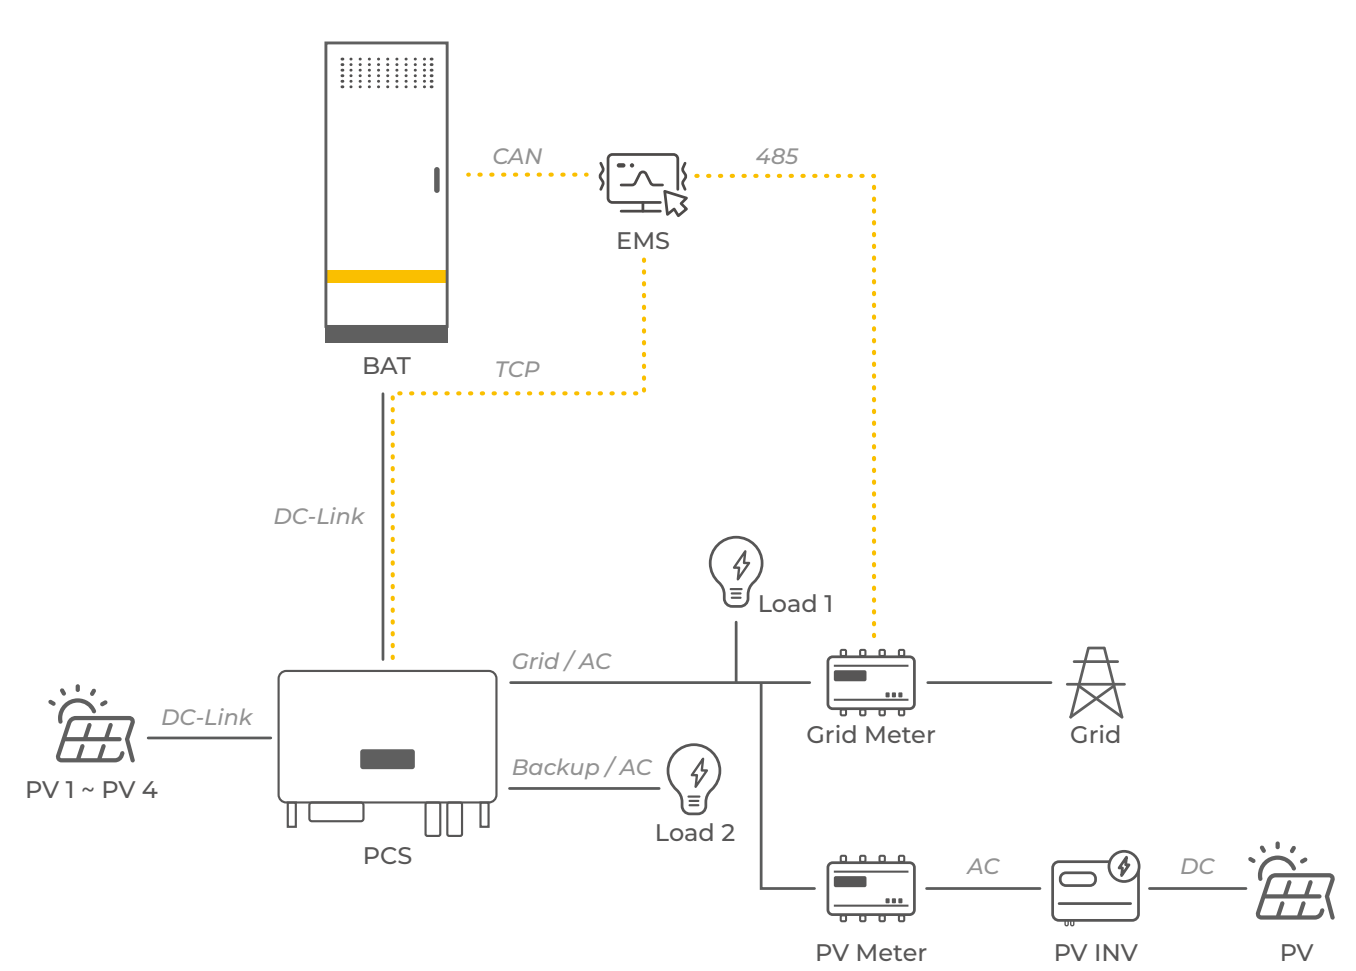 CAN
485
EMS
BAT
TCP
DC-Link
Load 1
Grid / AC
DC-Link
Grid Meter
Grid
PV 1 ~ PV 4
Backup / AC
Load 2
PCS
AC
DC
PV Meter
PV INV
PV